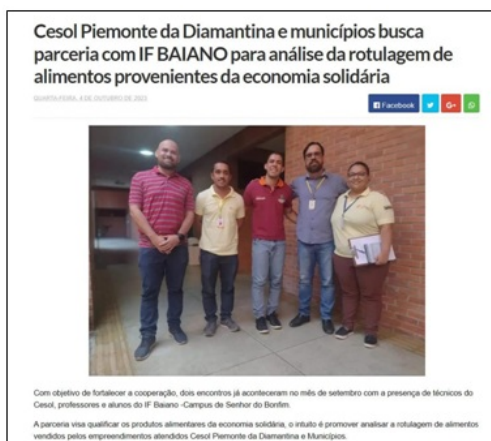 Cesol Piemonte da Diamantina e municípios busca
parceria com IF BAIANO para análise da rotulagem de
alimentos provenientes da economia solidária
QUARTA-FEIRA, 4 DE OUTUBRO DE 2023
Facebook
G+
Com objetivo de fortalecer a cooperação, dois encontros já aconteceram no mês de setembro com a presença de técnicos do
Cesol, professores e alunos do IF Baiano -Campus de Senhor do Bonfim.
A parceria visa qualificar os produtos alimentares da economia solidária, o intuito é promover analisar a rotulagem de alimentos
vendidos pelos empreendimentos atendidos Cesol Piemonte da Diamantina e Municípios.